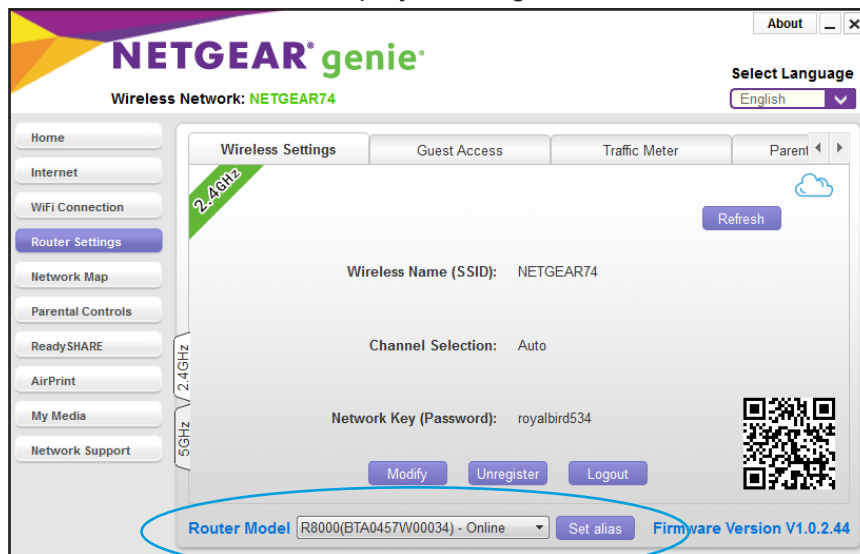 About
NETGEAR® genie®
Select Language
Wireless Network: NETGEAR74
English
Home
Internet
WiFi Connection
Router Settings
Network Map
Parental Controls
ReadySHARE
AirPrint
My Media
Network Support
Wireless Settings
Guest Access
Traffic Meter
Parent
2.4GHz
Refresh
Wireless Name (SSID): NETGEAR74
Channel Selection: Auto
2.4GHz
Network Key (Password): royalbird534
5GHz
Modify
Unregister
Logout
Router Model R8000(BTA0457W00034) - Online Set alias Firmware Version V1.0.2.44